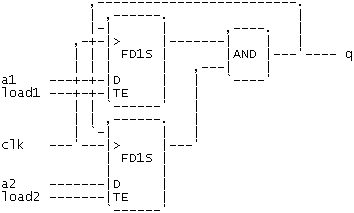 > FD1S AND q
a1 D
load1 TE
clk > FD1S
a2 D
load2 TE